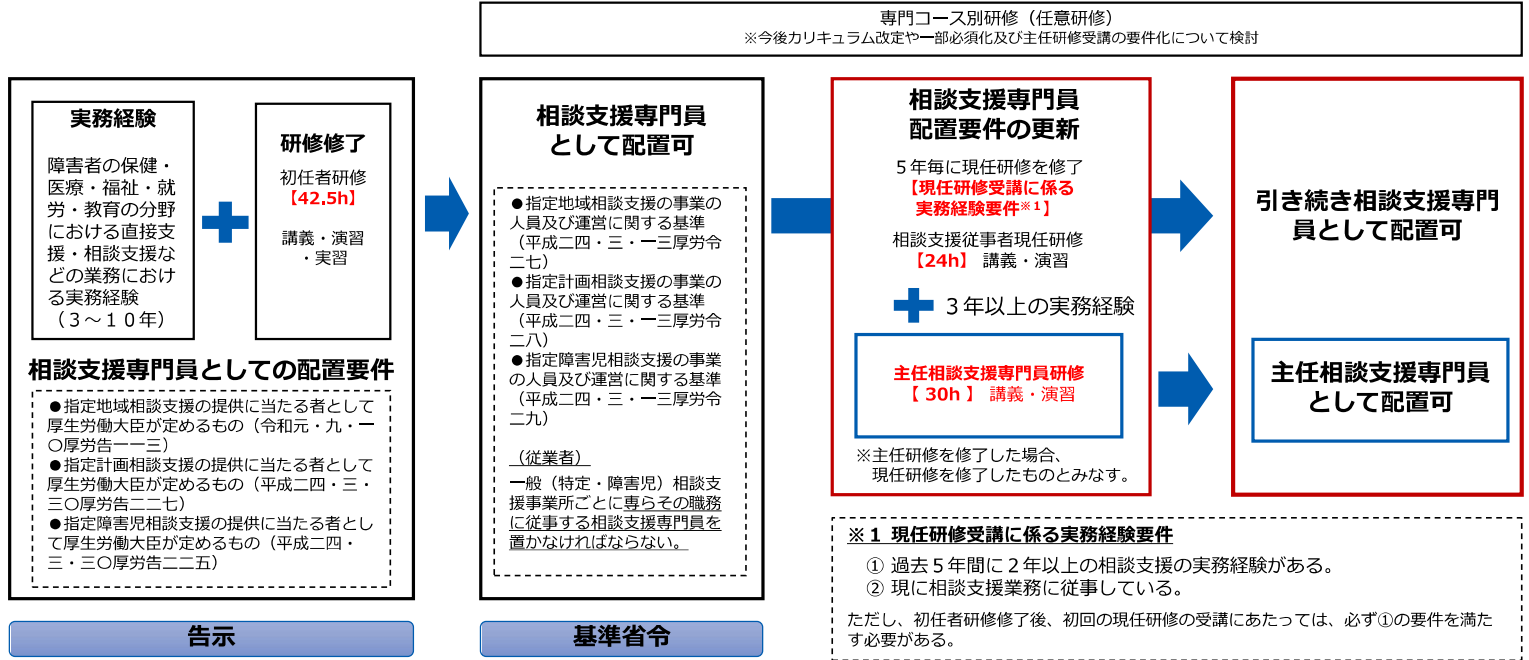 専門コース別研修（任意研修）
※今後カリキュラム改定や一部必須化及び主任研修受講の要件化について検討
実務経験
障害者の保健・
医療・福祉・就
労・教育の分野
における直接支
援・相談支援な
どの業務におけ
る実務経験
（３～１０年）
研修修了
初任者研修
【42.5h】
講義・演習
・実習
相談支援専門員としての配置要件
●指定地域相談支援の提供に当たる者として
厚生労働大臣が定めるもの（令和元・九・一
〇厚労告一一三）
●指定計画相談支援の提供に当たる者として
厚生労働大臣が定めるもの（平成二四・三・
三〇厚労告二二七）
●指定障害児相談支援の提供に当たる者とし
て厚生労働大臣が定めるもの（平成二四・
三・三〇厚労告二二五）
告示
相談支援専門員
として配置可
●指定地域相談支援の事業の
人員及び運営に関する基準
（平成二四・三・一三厚労令
二七）
●指定計画相談支援の事業の
人員及び運営に関する基準
（平成二四・三・一三厚労令
二八）
●指定障害児相談支援の事業
の人員及び運営に関する基準
（平成二四・三・一三厚労令
二九）
（従業者）
一般（特定・障害児）相談支
援事業所ごとに専らその職務
に従事する相談支援専門員を
置かなければならない。
基準省令
相談支援専門員
配置要件の更新
５年毎に現任研修を修了
【現任研修受講に係る
実務経験要件※1】
相談支援従事者現任研修
【24h】 講義・演習
３年以上の実務経験
主任相談支援専門員研修
【 30h 】 講義・演習
※主任研修を修了した場合、
現任研修を修了したものとみなす。
引き続き相談支援専門
員として配置可
主任相談支援専門員
として配置可
※１ 現任研修受講に係る実務経験要件
① 過去５年間に２年以上の相談支援の実務経験がある。
② 現に相談支援業務に従事している。
ただし、初任者研修修了後、初回の現任研修の受講にあたっては、必ず①の要件を満た
す必要がある。